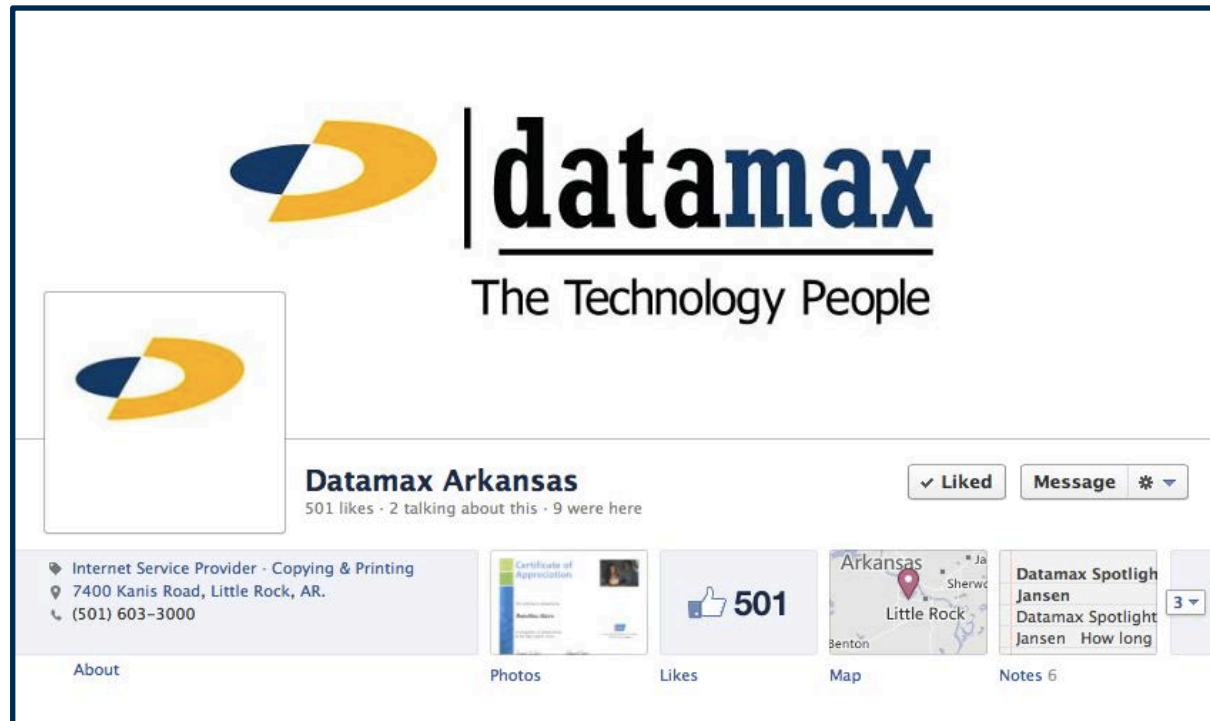 datamax
The Technology People
Datamax Arkansas
501 likes · 2 talking about this · 9 were here
✓ Liked
Message
Internet Service Provider · Copying & Printing
7400 Kanis Road, Little Rock, AR.
(501) 603-3000
About
Certificate of
Appreciation
Photos
501
Likes
Arkansas
Ja
Sherwo
Little Rock
Benton
Map
Datamax Spotligh
Jansen
Datamax Spotlight
Jansen How long
Notes 6
3